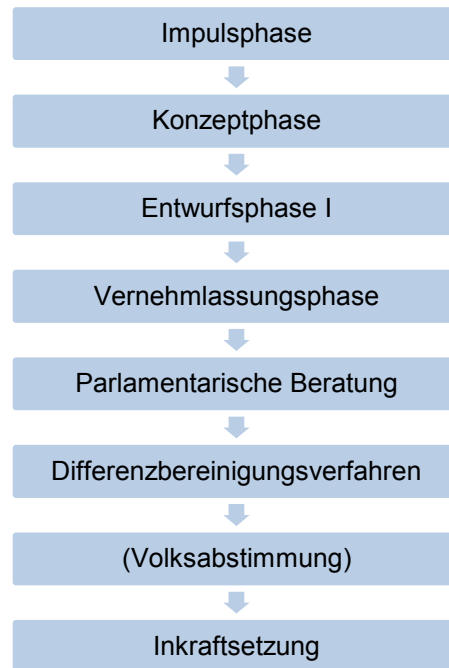 Impulsphase
Konzeptphase
Entwurfsphase I
Vernehmlassungsphase
Parlamentarische Beratung
Differenzbereinigungsverfahren
(Volksabstimmung)
Inkraftsetzung